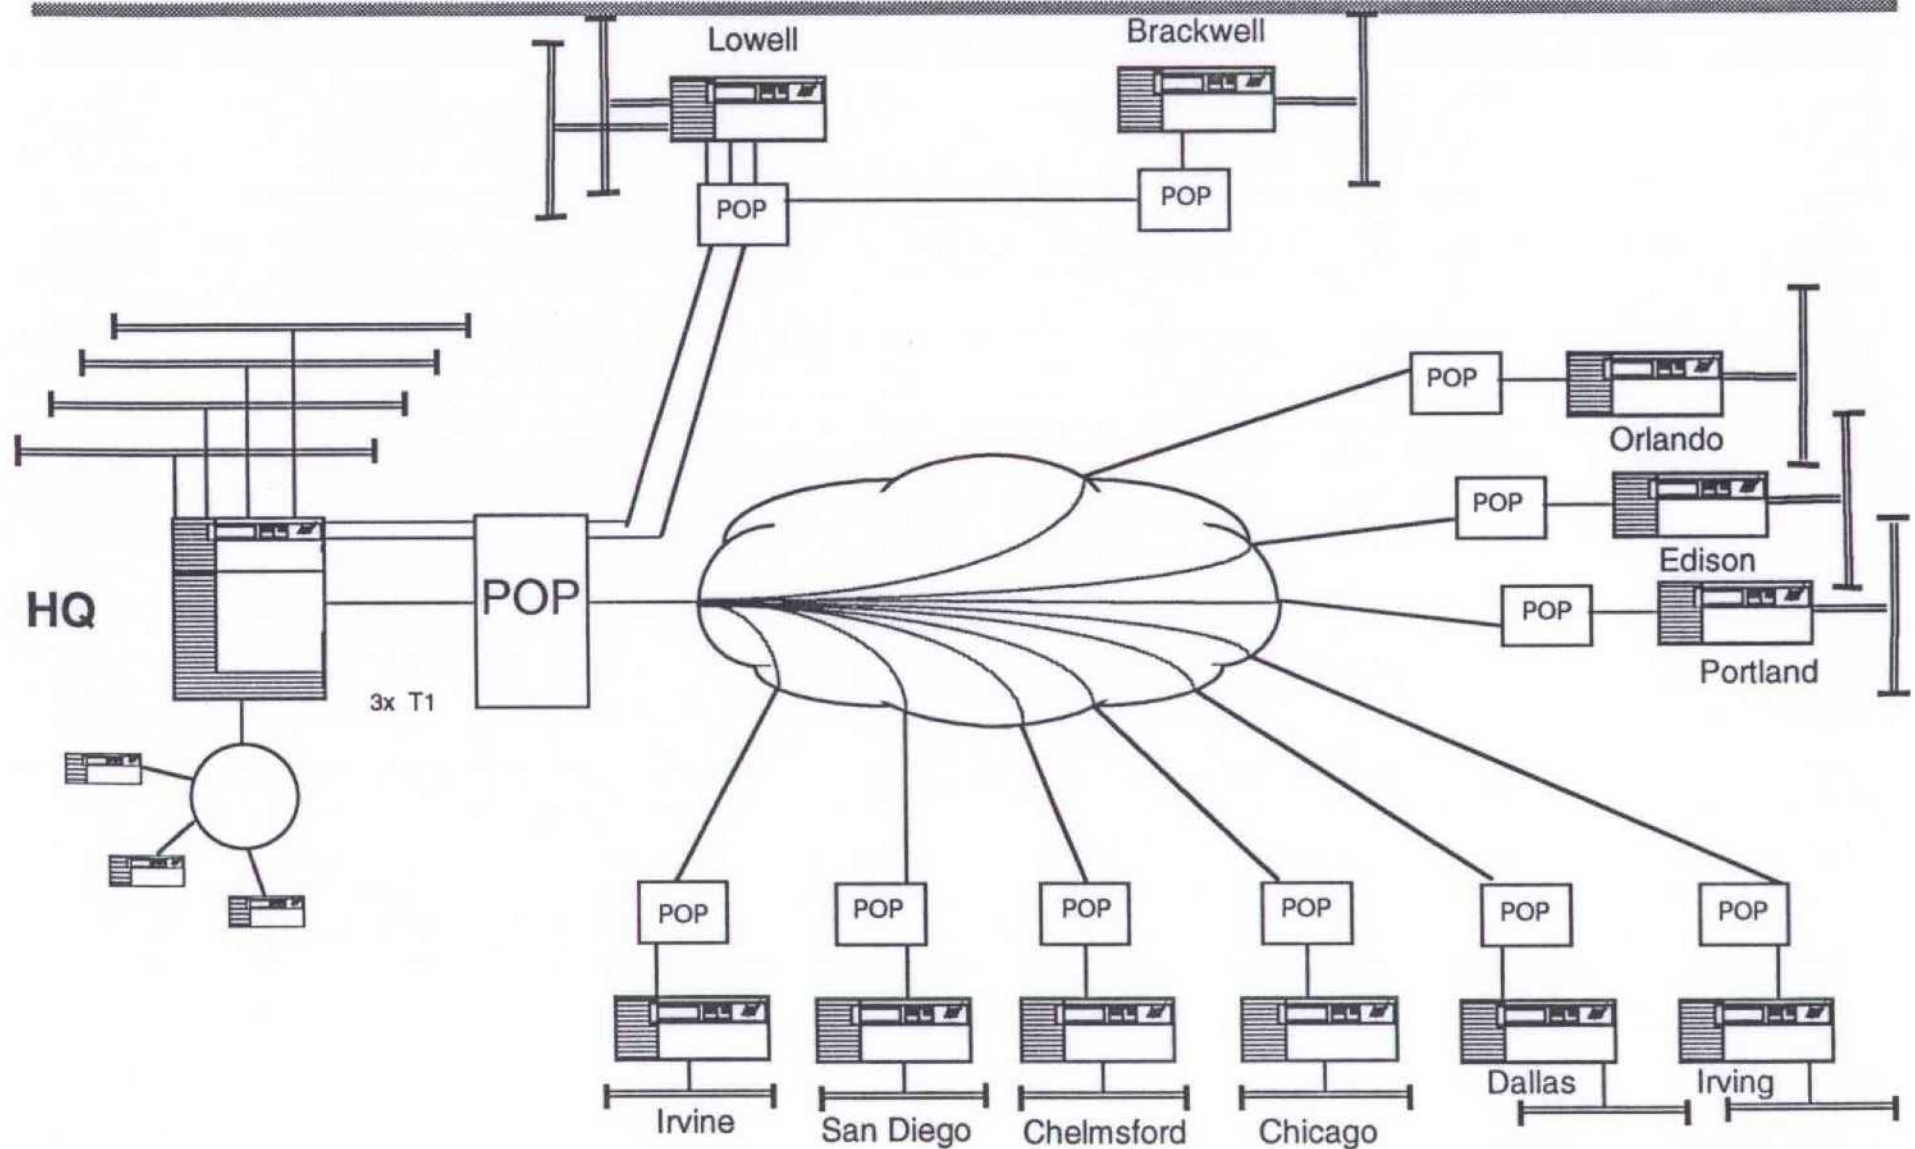 Lowell
Brackwell
POP
POP
POP
Orlando
POP
Edison
HQ
POP
POP
Portland
3x T1
POP
POP
POP
POP
POP
POP
Dallas
Irving
Irvine
San Diego
Chelmsford
Chicago